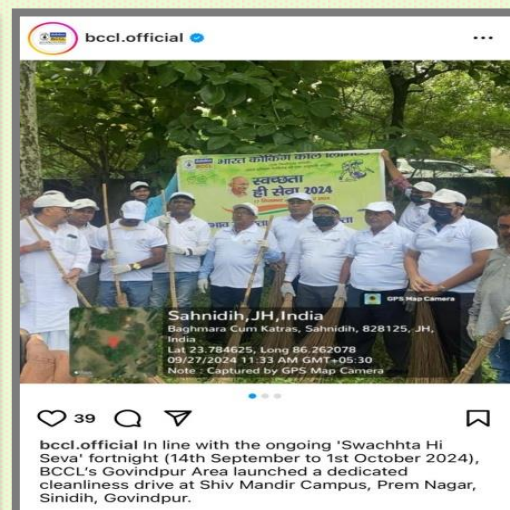 bccl.official
भारत कोकिंग कोल
BCCL
स्वच्छता
ही सेवा 2024
GPS Map Camera
Sahnidih,JH,India
Baghmara Cum Katras, Sahnidih, 828125, JH,
India
Lat 23.784625, Long 86.262078
09/27/2024 11:33 AM GMT+05:30
Note : Captured by GPS Map Camera
39
bccl.official In line with the ongoing 'Swachhta Hi
Seva' fortnight (14th September to 1st October 2024),
BCCL's Govindpur Area launched a dedicated
cleanliness drive at Shiv Mandir Campus, Prem Nagar,
Sinidih, Govindpur.